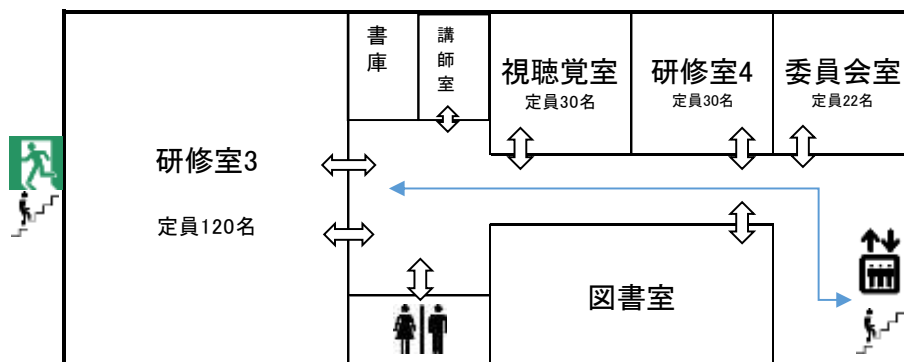 書庫
講師室
視聴覚室
定員30名
研修室4
定員30名
委員会室
定員22名
研修室3
定員120名
図書室